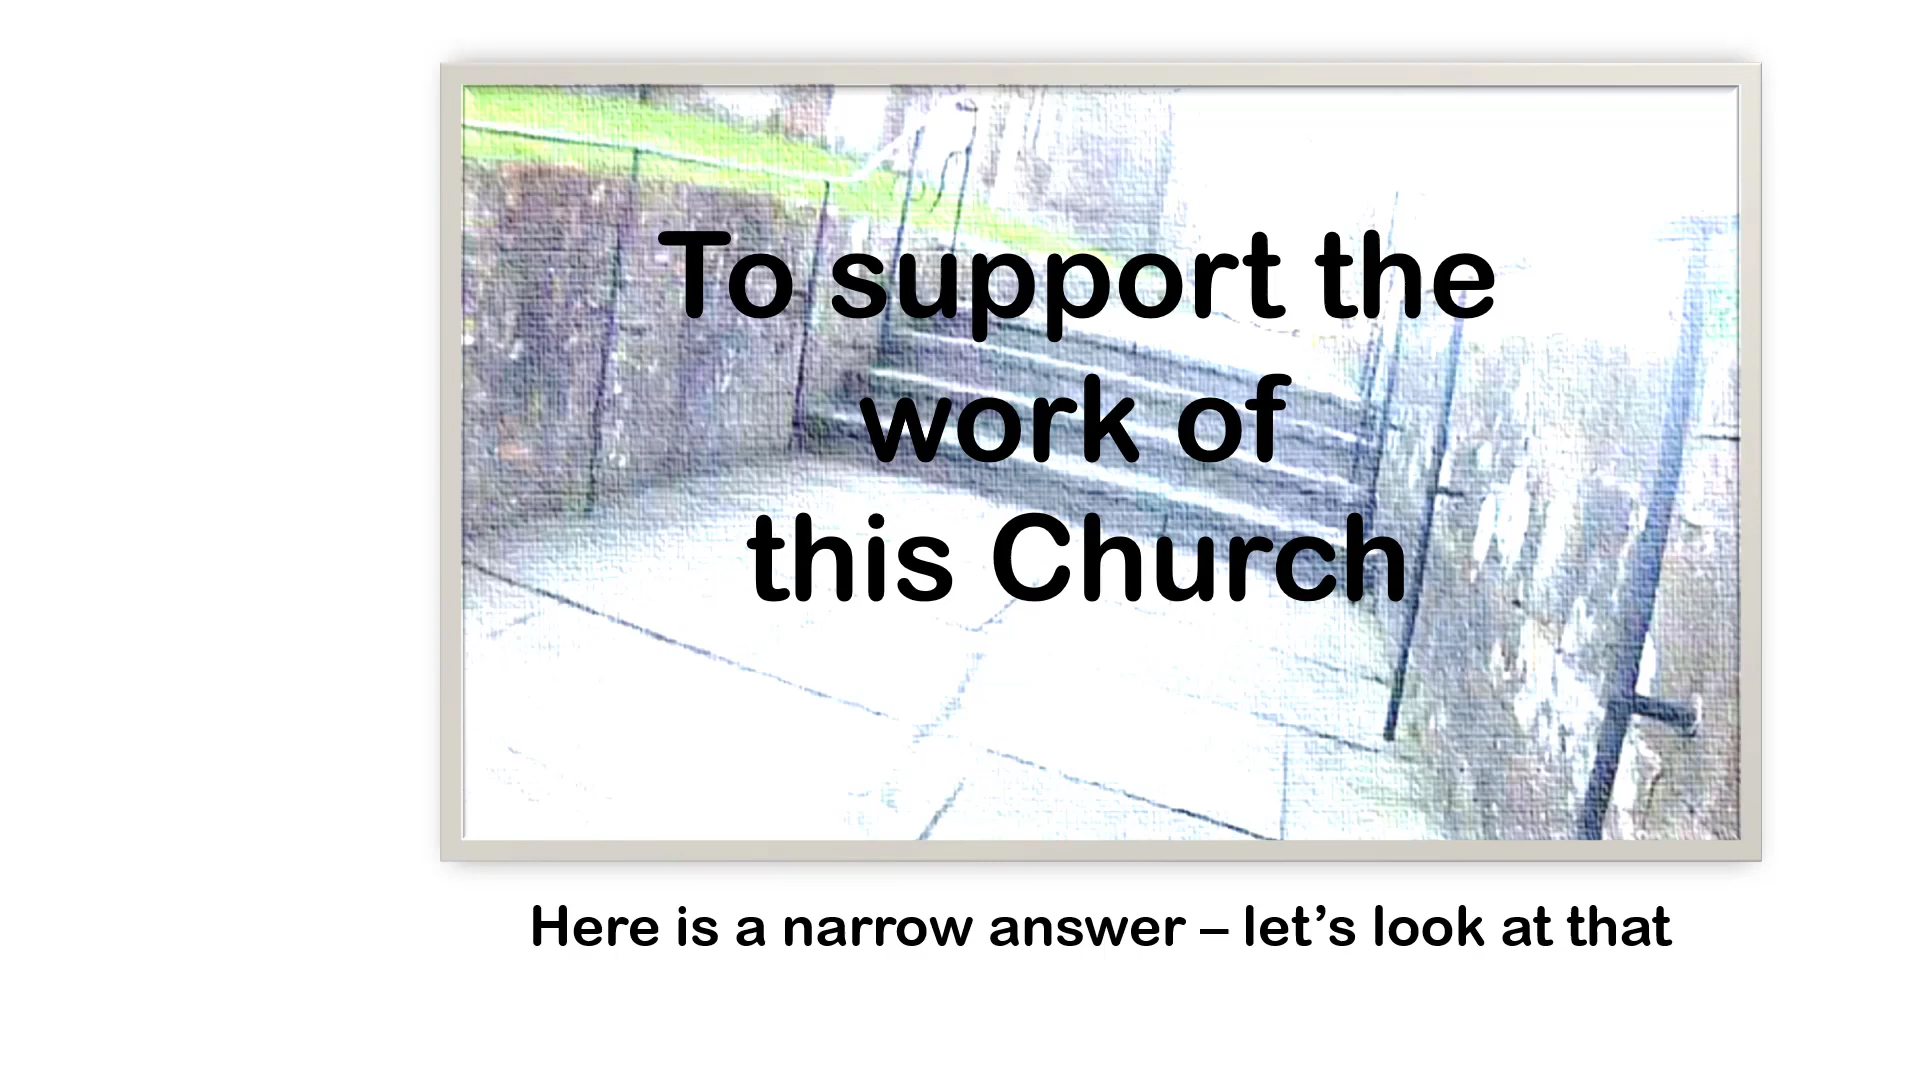 To support the
work of
this Church
Here is a narrow answer – let’s look at that